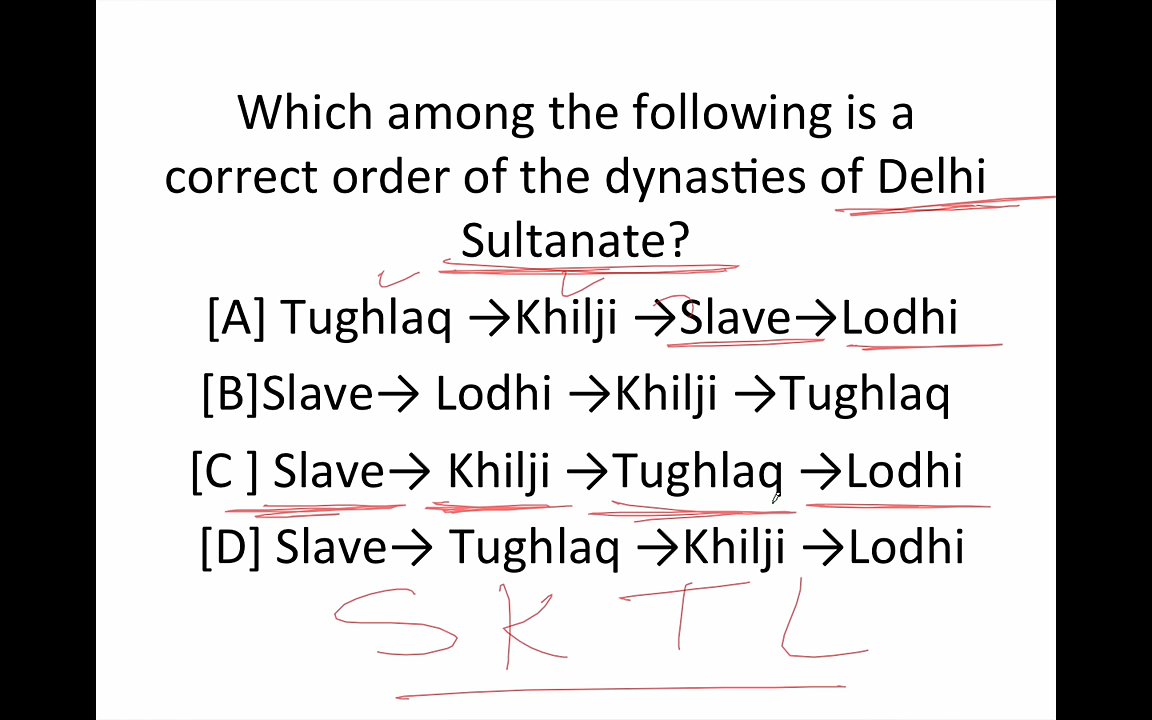 Which among the following is a
correct order of the dynasties of Delhi
Sultanate?
[A] Tughlaq →Khilji →Slave→Lodhi
[B]Slave→ Lodhi →Khilji →Tughlaq
[C ] Slave→ Khilji →Tughlaq →Lodhi
[D] Slave→ Tughlaq →Khilji →Lodhi
S K T L